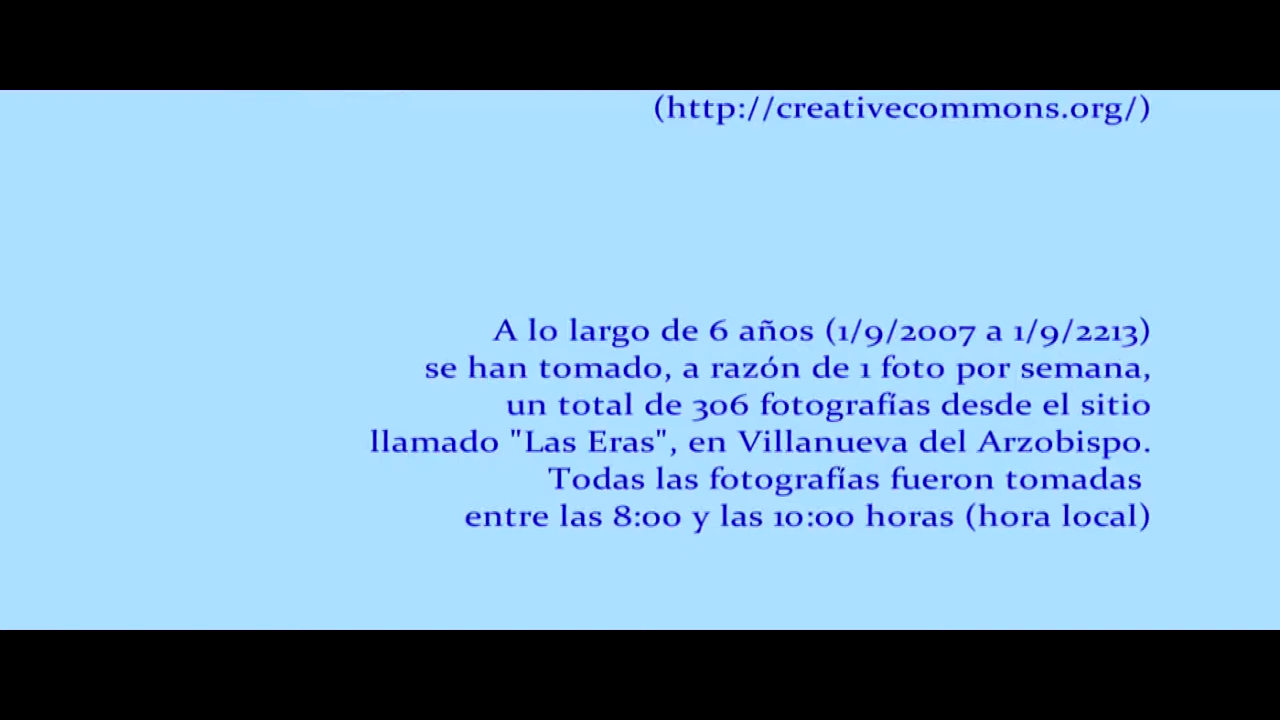 (http://creativecommons.org/)
A lo largo de 6 años (1/9/2007 a 1/9/2213)
se han tomado, a razón de 1 foto por semana,
un total de 306 fotografías desde el sitio
llamado "Las Eras", en Villanueva del Arzobispo.
Todas las fotografías fueron tomadas
entre las 8:00 y las 10:00 horas (hora local)